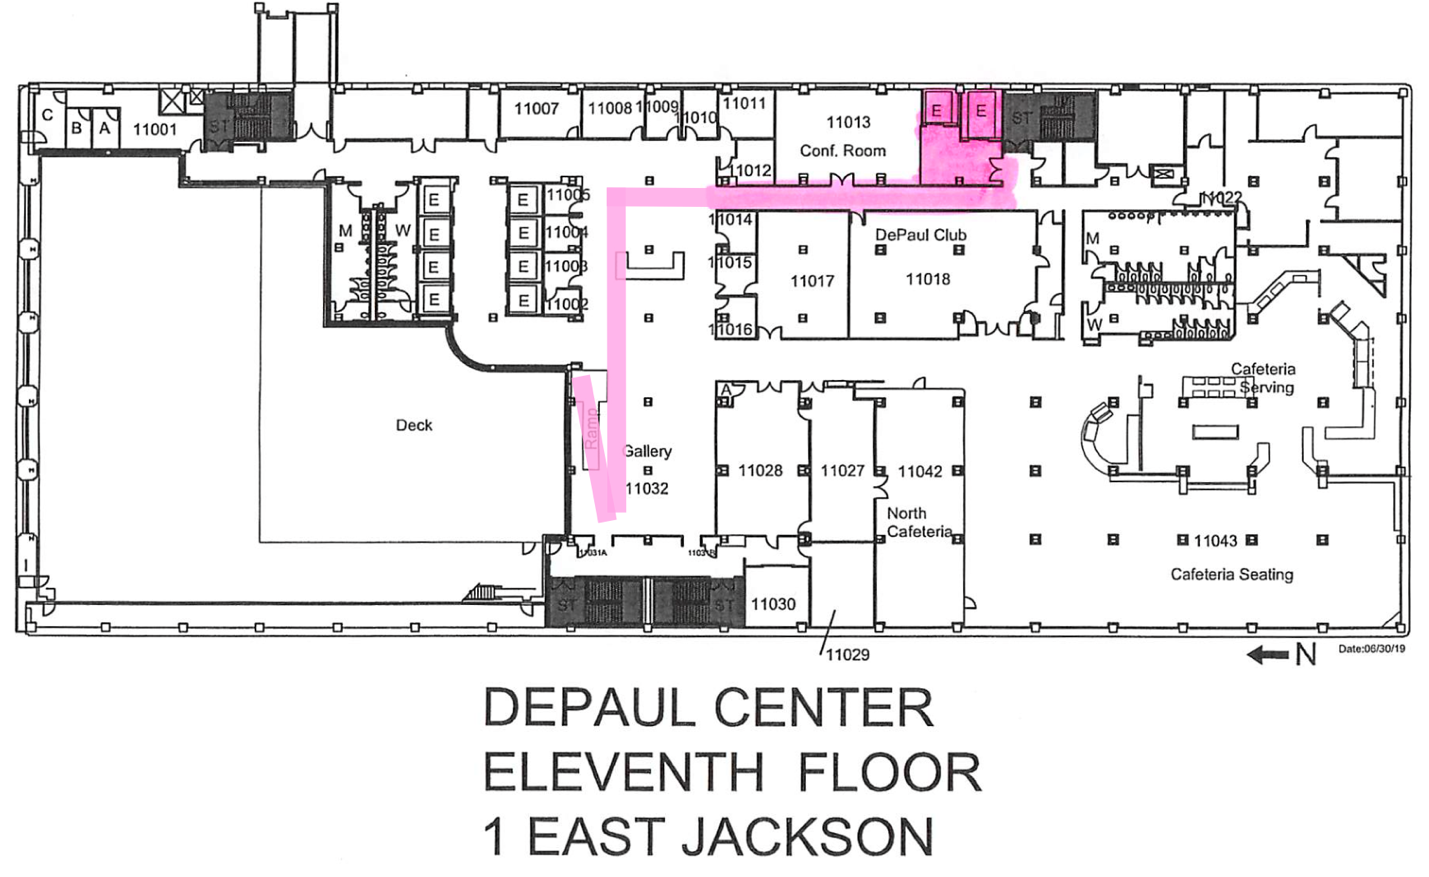 C
B
A
11001
ST
11007
11008
11009
11010
11011
11012
11013
Conf. Room
E
E
ST
11022
M
W
E
E
E
E
E
E
E
E
11005
11004
11003
11002
11014
11015
11016
11017
DePaul Club
11018
M
W
Cafeteria
Serving
Deck
Ramp
Gallery
11032
A
11028
11027
11042
North
Cafeteria
11043
Cafeteria Seating
11031A
11031B
ST
ST
11030
11029
N
Date:06/30/19
DEPAUL CENTER
ELEVENTH FLOOR
1 EAST JACKSON